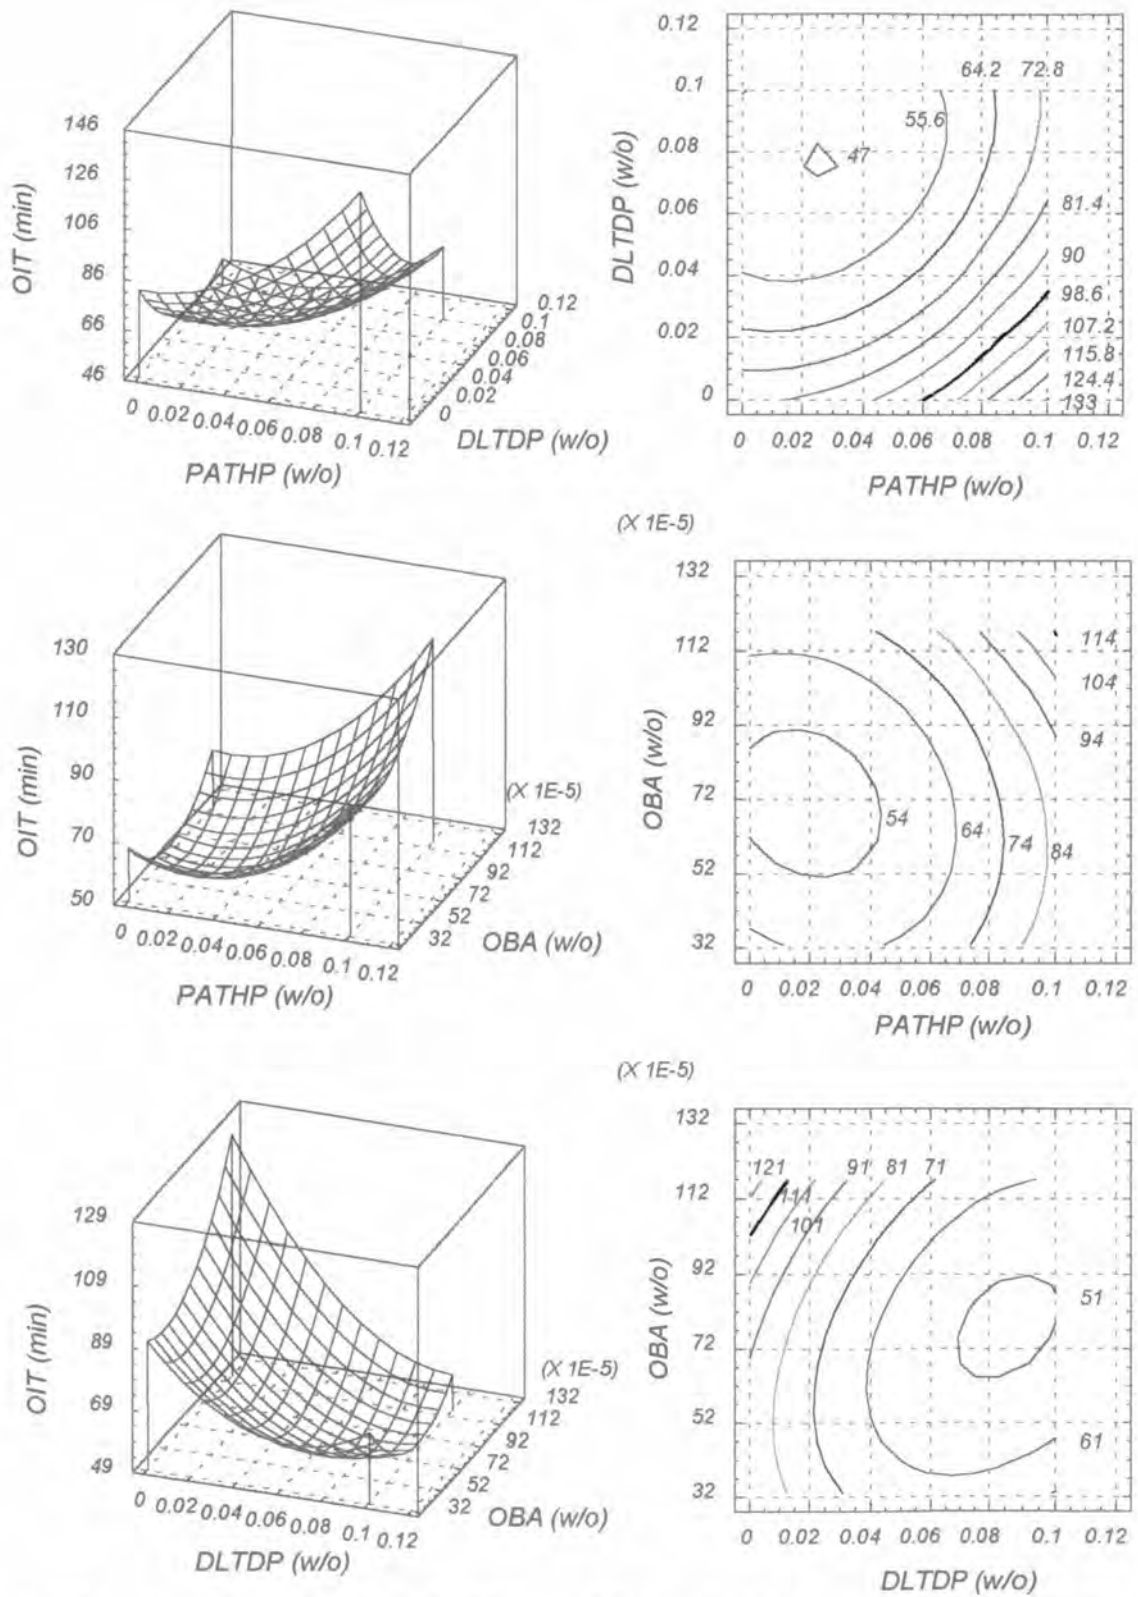 146
126
106
86
66
46
OIT (min)
0 0.02 0.04 0.06 0.08 0.1 0.12
PATHP (w/o)
0 0.02 0.04 0.06 0.08 0.1 0.12
DLTDP (w/o)
0.12
0.1
0.08
0.06
0.04
0.02
0
DLTDP (w/o)
64.2 72.8
55.6
47
81.4
90
98.6
107.2
115.8
124.4
133
0 0.02 0.04 0.06 0.08 0.1 0.12
PATHP (w/o)
130
110
90
70
50
OIT (min)
0 0.02 0.04 0.06 0.08 0.1 0.12
PATHP (w/o)
(X 1E-5)
132
112
92
72
52
32
OBA (w/o)
(X 1E-5)
132
112
92
72
52
32
OBA (w/o)
114
104
94
54 64 74 84
0 0.02 0.04 0.06 0.08 0.1 0.12
PATHP (w/o)
129
109
89
69
49
OIT (min)
0 0.02 0.04 0.06 0.08 0.1 0.12
DLTDP (w/o)
(X 1E-5)
132
112
92
72
52
32
OBA (w/o)
(X 1E-5)
132
112
92
72
52
32
OBA (w/o)
121 91 81 71
111
101
51
61
0 0.02 0.04 0.06 0.08 0.1 0.12
DLTDP (w/o)